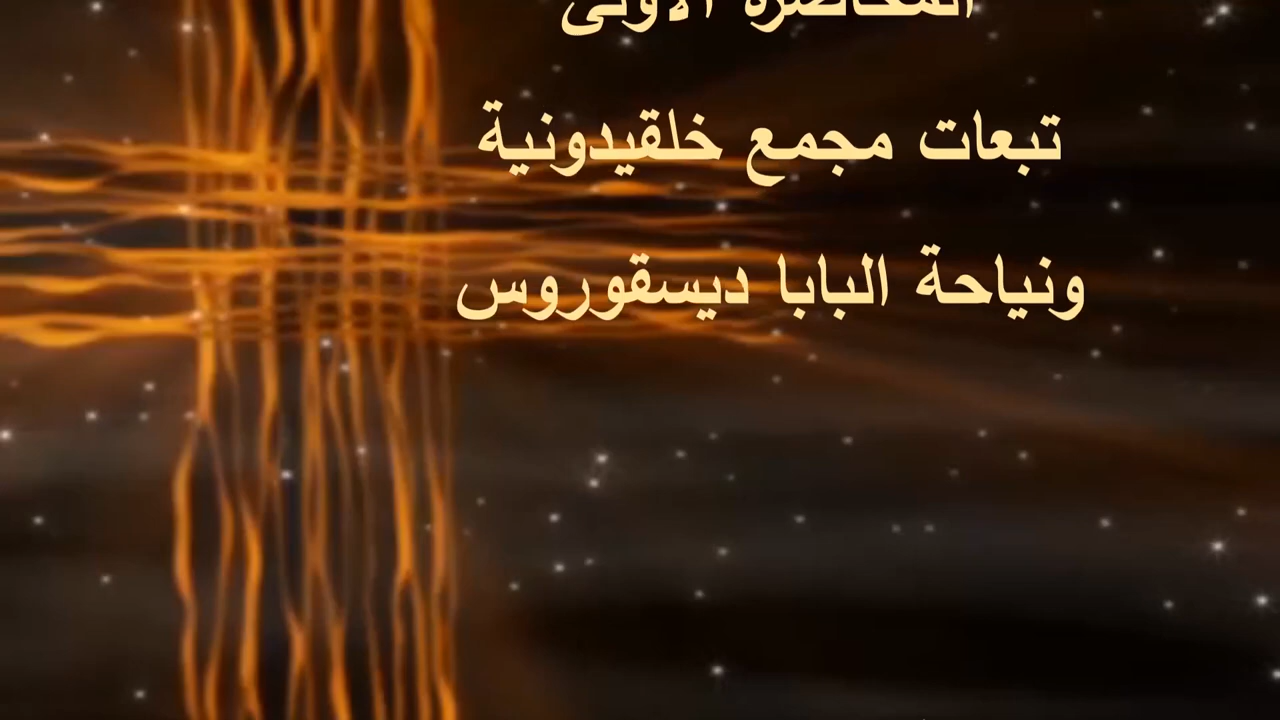 المحاضرة الأولى
تبعات مجمع خلقيدونية
ونياحة البابا ديسقوروس